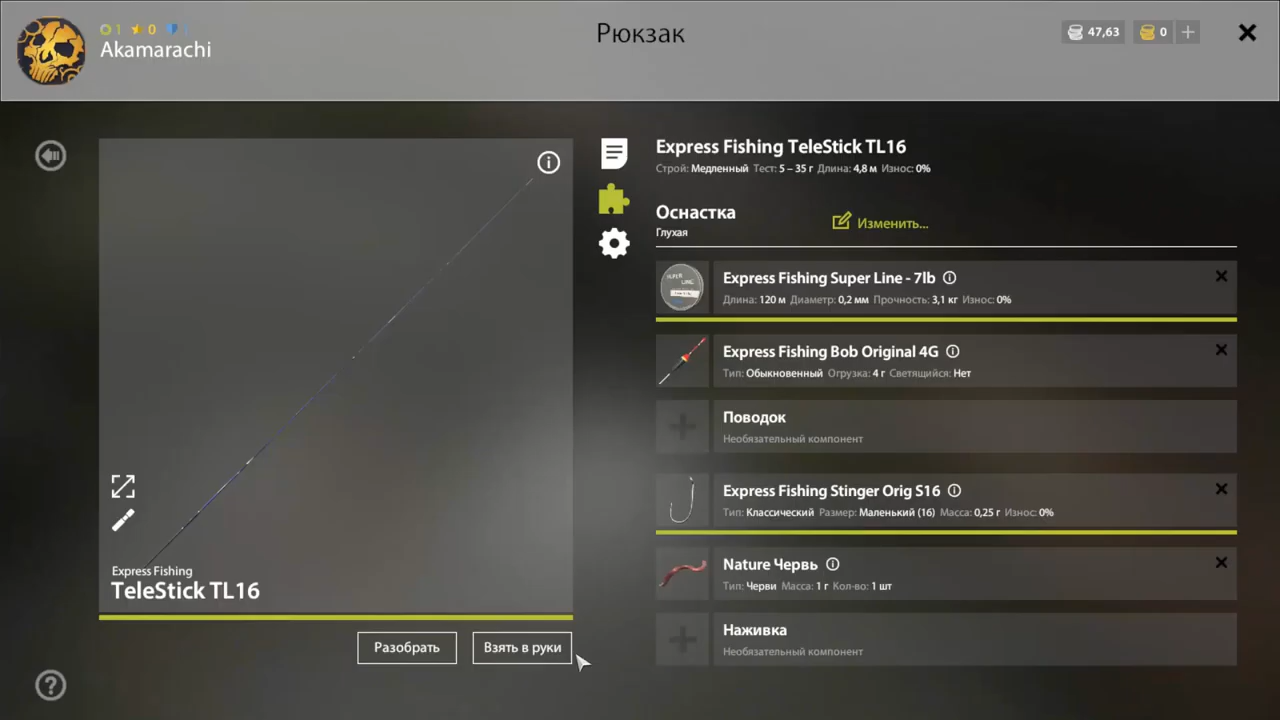 1 0 1
Akamarachi
Рюкзак
47,63 0
Express Fishing TeleStick TL16
Строй: Медленный Тест: 5 – 35 г Длина: 4,8 м Износ: 0%
Оснастка
Глухая
Изменить...
Express Fishing Super Line - 7lb
Длина: 120 м Диаметр: 0,2 мм Прочность: 3,1 кг Износ: 0%
Express Fishing Bob Original 4G
Тип: Обыкновенный Огрузка: 4 г Светящийся: Нет
Поводок
Необязательный компонент
Express Fishing Stinger Orig S16
Тип: Классический Размер: Маленький (16) Масса: 0,25 г Износ: 0%
Nature Червь
Тип: Черви Масса: 1 г Кол-во: 1 шт
Наживка
Необязательный компонент
Express Fishing
TeleStick TL16
Разобрать
Взять в руки